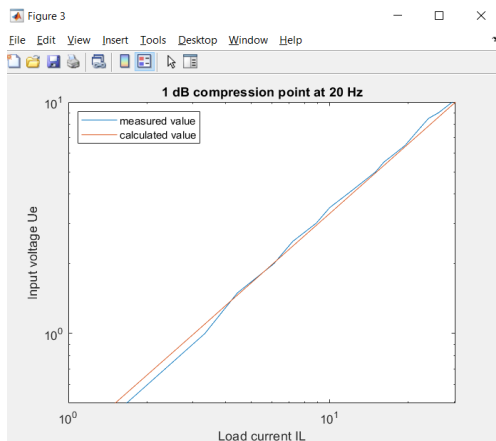 Figure 3
File Edit View Insert Tools Desktop Window Help
1 dB compression point at 20 Hz
measured value
calculated value
Input voltage Ue
10^1
10^0
10^0
10^1
Load current IL